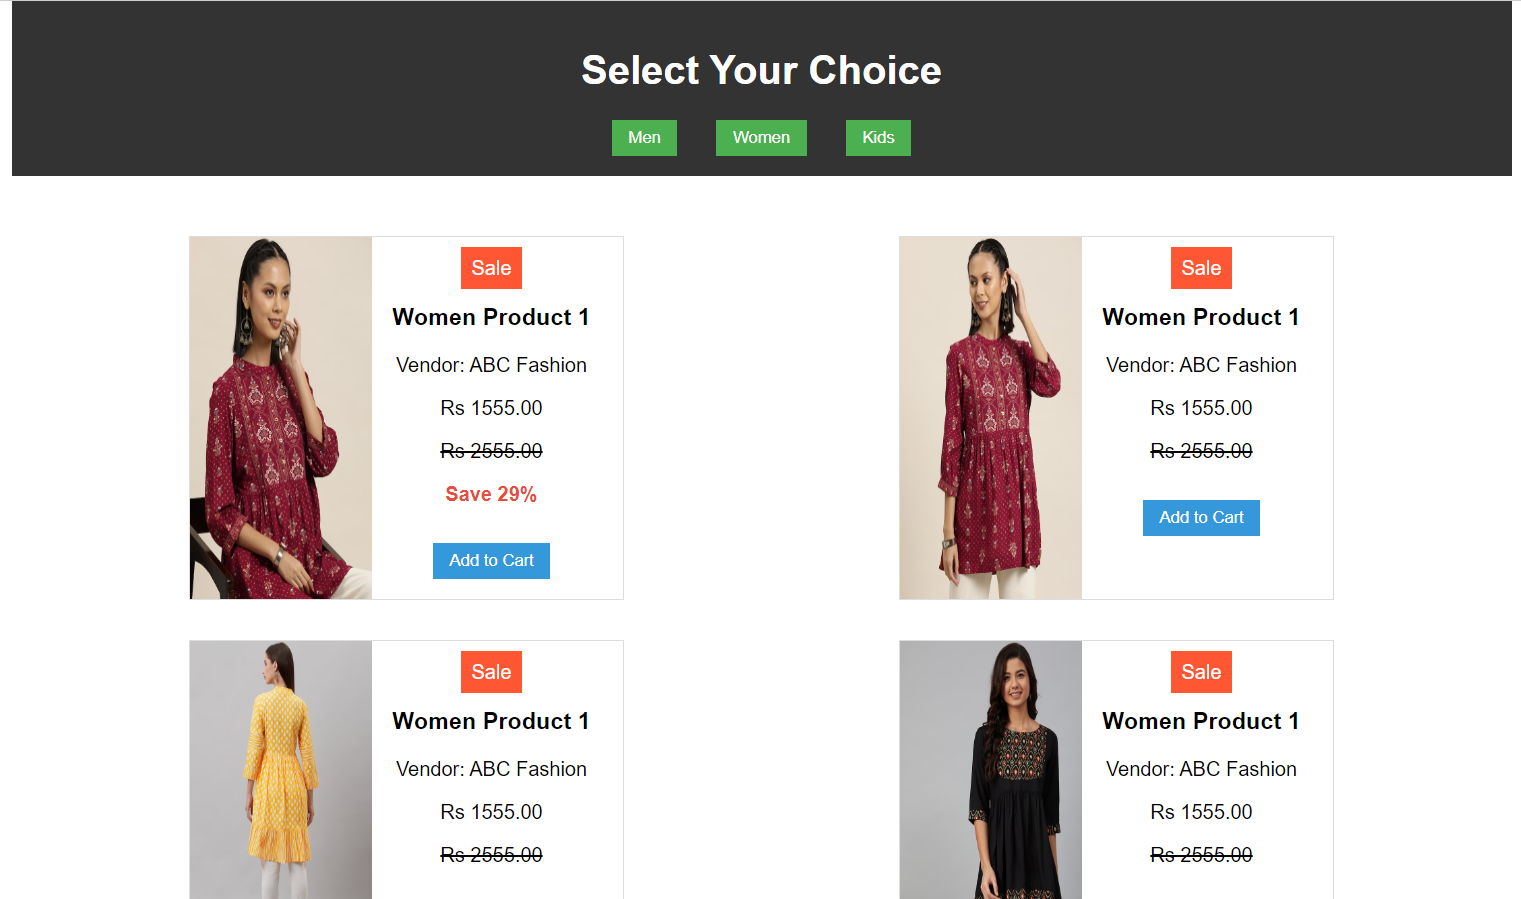 Select Your Choice
Men
Women
Kids
Sale
Women Product 1
Vendor: ABC Fashion
Rs 1555.00
Rs 2555.00
Save 29%
Add to Cart
Sale
Women Product 1
Vendor: ABC Fashion
Rs 1555.00
Rs 2555.00
Add to Cart
Sale
Women Product 1
Vendor: ABC Fashion
Rs 1555.00
Rs 2555.00
Sale
Women Product 1
Vendor: ABC Fashion
Rs 1555.00
Rs 2555.00